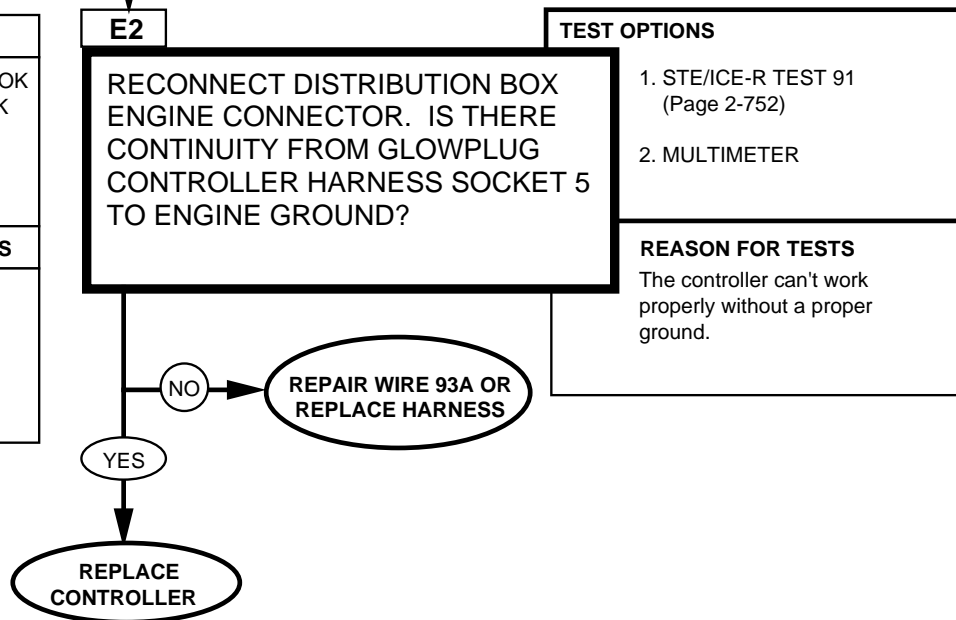 OK
K
S
E2
RECONNECT DISTRIBUTION BOX
ENGINE CONNECTOR. IS THERE
CONTINUITY FROM GLOWPLUG
CONTROLLER HARNESS SOCKET 5
TO ENGINE GROUND?
TEST OPTIONS
1. STE/ICE-R TEST 91
(Page 2-752)
2. MULTIMETER
REASON FOR TESTS
The controller can't work
properly without a proper
ground.
NO
REPAIR WIRE 93A OR
REPLACE HARNESS
YES
REPLACE
CONTROLLER